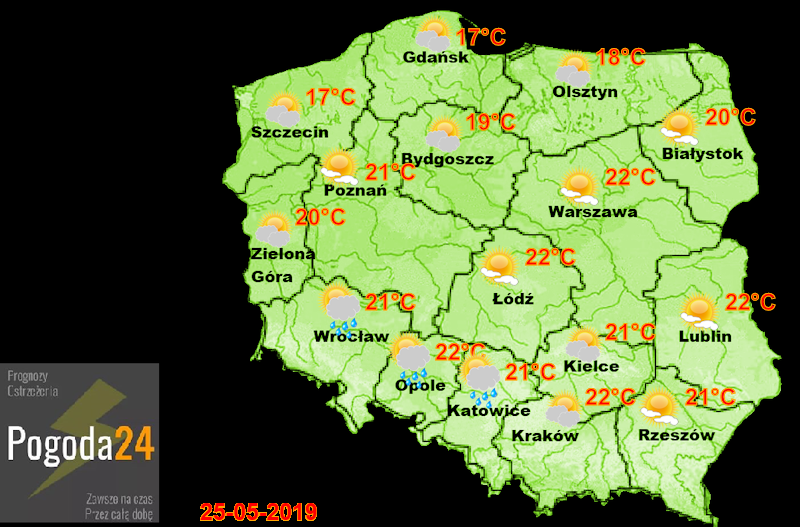 17°C
Gdańsk
18°C
Olsztyn
17°C
Szczecin
19°C
Bydgoszcz
20°C
Białystok
21°C
Poznań
22°C
Warszawa
20°C
Zielona
Góra
22°C
Łódź
21°C
Wrocław
22°C
Lublin
22°C
Opole
21°C
Katowice
21°C
Kielce
22°C
Kraków
21°C
Rzeszów
Prognozy
Ostrzeżenia
Pogoda24
Zawsze na czas
Przez całą dobę
25-05-2019